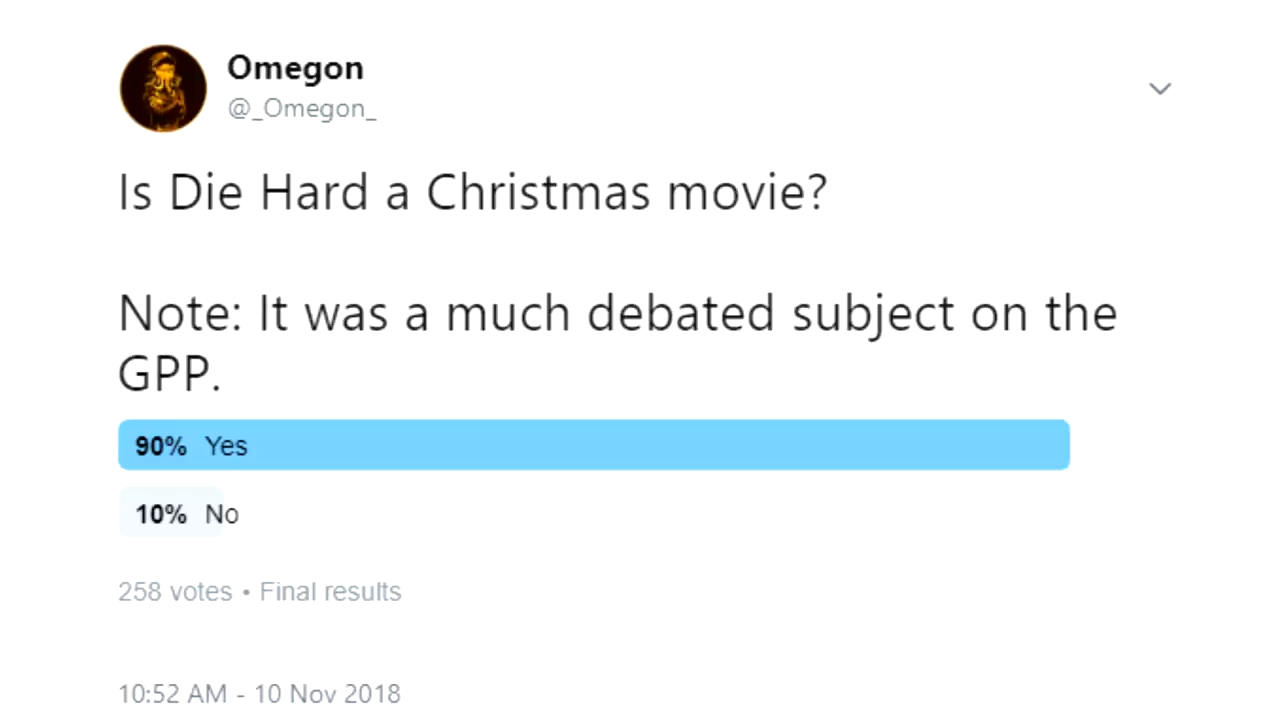 Omegon
@_Omegon_
Is Die Hard a Christmas movie?
Note: It was a much debated subject on the
GPP.
90% Yes
10% No
258 votes • Final results
10:52 AM - 10 Nov 2018